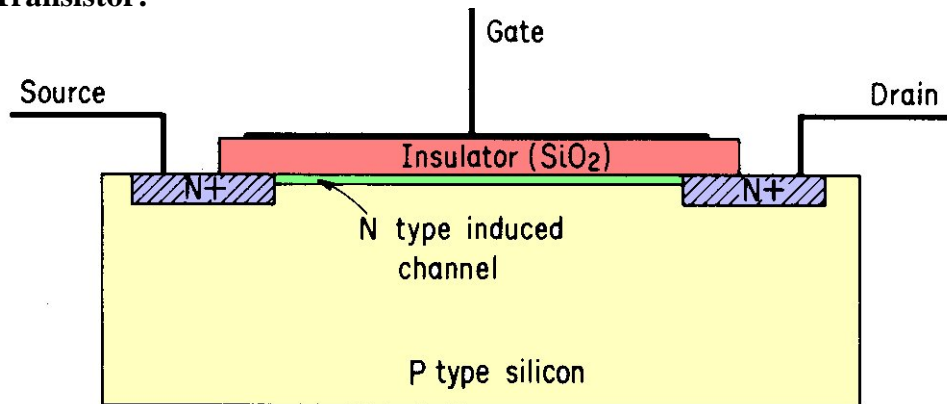 Transistor.
Gate
Source
Drain
Insulator (SiO₂)
N+
N+
N type induced
channel
P type silicon